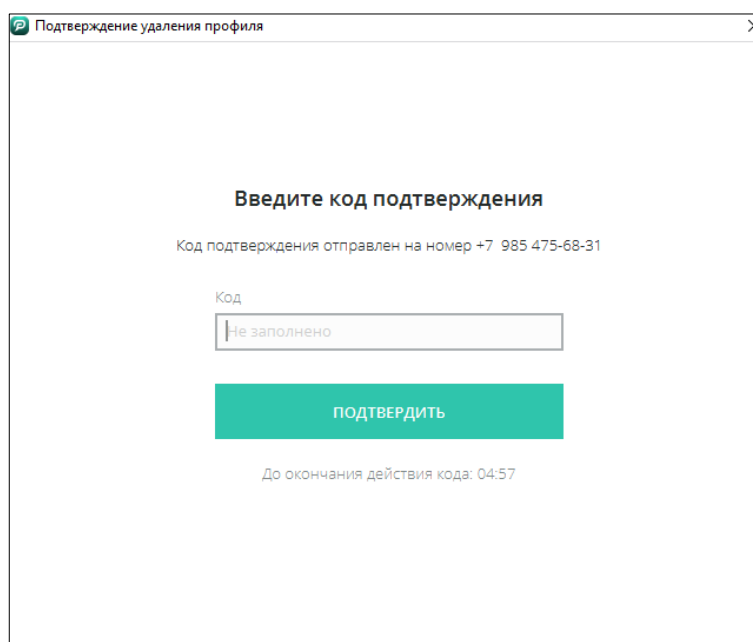 Подтверждение удаления профиля
Введите код подтверждения
Код подтверждения отправлен на номер +7 985 475-68-31
Код
Не заполнено
ПОДТВЕРДИТЬ
До окончания действия кода: 04:57